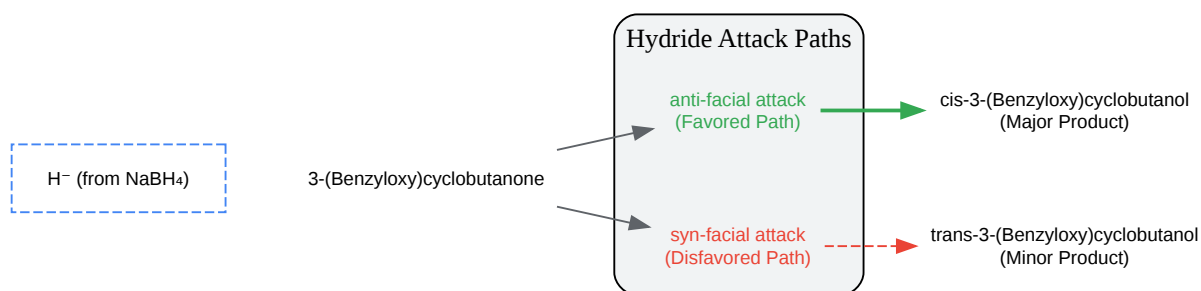 Hydride Attack Paths
anti-facial attack
(Favored Path)
cis-3-(Benzyloxy)cyclobutanol
(Major Product)
H⁻ (from NaBH₄)
3-(Benzyloxy)cyclobutanone
syn-facial attack
(Disfavored Path)
trans-3-(Benzyloxy)cyclobutanol
(Minor Product)